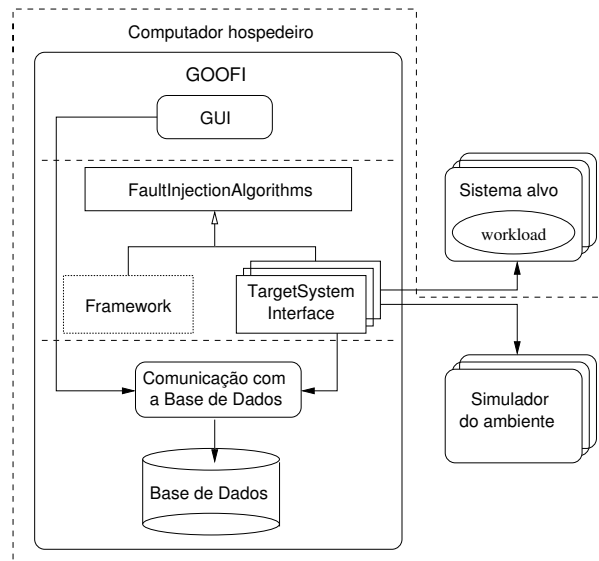 Computador hospedeiro
GOOFI
GUI
FaultInjectionAlgorithms
Sistema alvo
workload
Framework
TargetSystem
Interface
Comunicação com
a Base de Dados
Simulador
do ambiente
Base de Dados